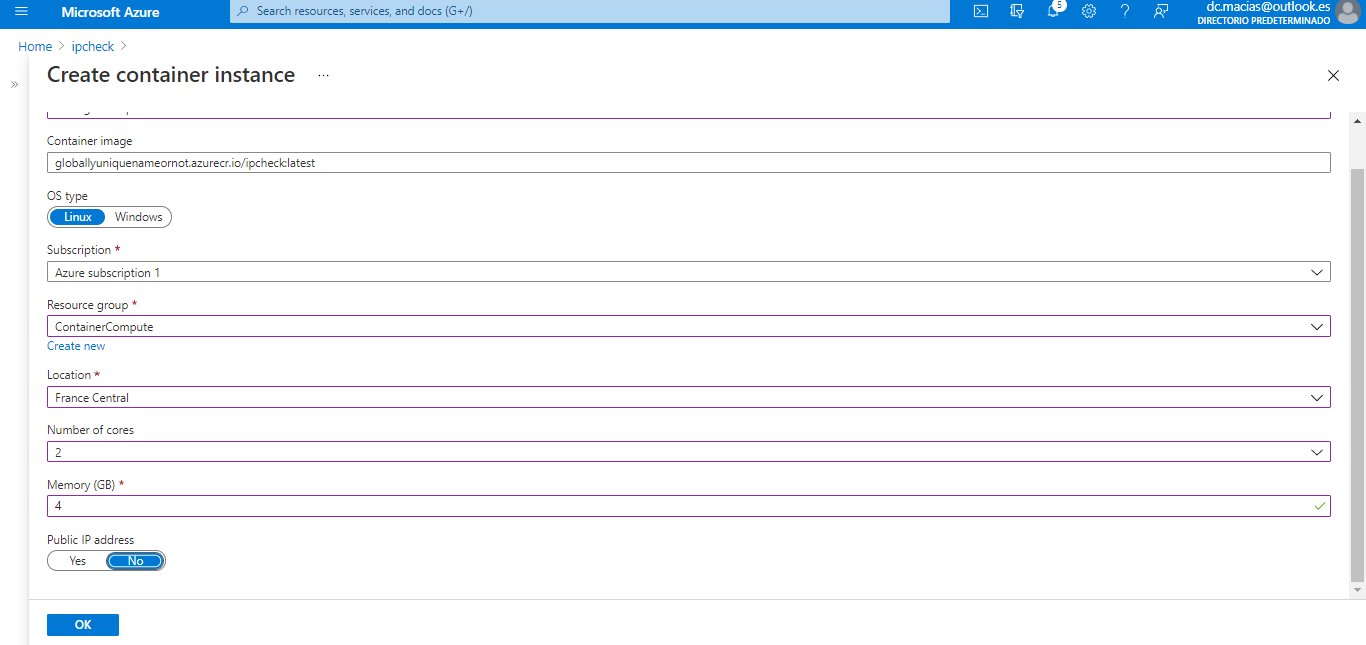 Microsoft Azure
Search resources, services, and docs (G+/)
5
dc.macias@outlook.es
DIRECTORIO PREDETERMINADO
Home > ipcheck >
Create container instance ...
Container image
globallyuniquenameornot.azurecr.io/ipcheck:latest
OS type
Linux Windows
Subscription *
Azure subscription 1
Resource group *
ContainerCompute
Create new
Location *
France Central
Number of cores
2
Memory (GB) *
4
Public IP address
Yes No
OK